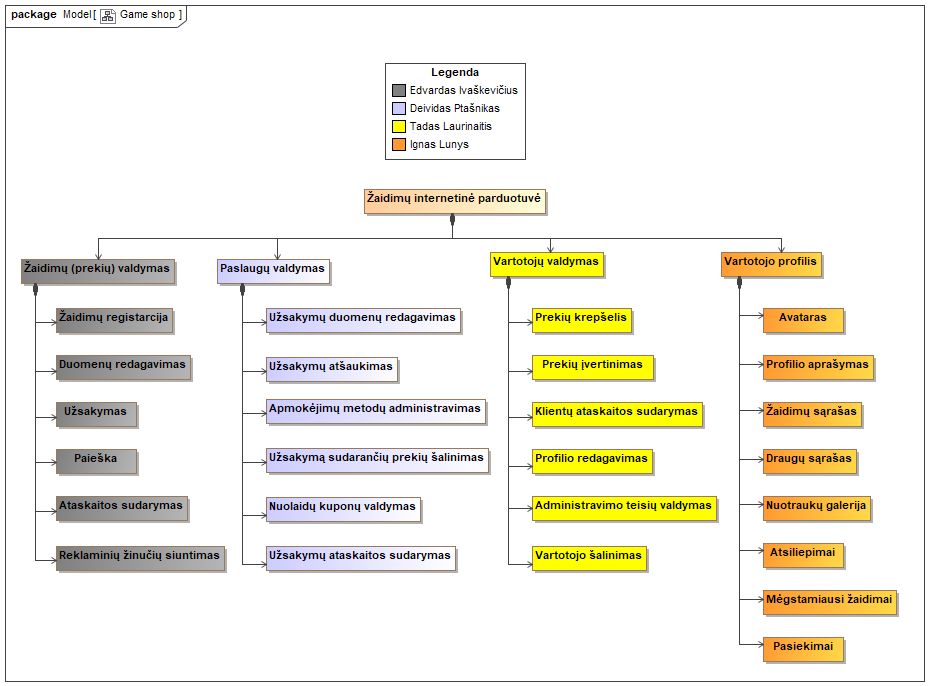 package Model[ Game shop ]
Legenda
Edvardas Ivaškevičius
Deividas Ptašnikas
Tadas Laurinaitis
Ignas Lunys
Žaidimų internetinė parduotuvė
Žaidimų (prekių) valdymas
Žaidimų registarcija
Duomenų redagavimas
Užsakymas
Paieška
Ataskaitos sudarymas
Reklaminių žinučių siuntimas
Paslaugų valdymas
Užsakymų duomenų redagavimas
Užsakymų atšaukimas
Apmokėjimų metodų administravimas
Užsakymą sudarančių prekių šalinimas
Nuolaidų kuponų valdymas
Užsakymų ataskaitos sudarymas
Vartotojų valdymas
Prekių krepšelis
Prekių įvertinimas
Klientų ataskaitos sudarymas
Profilio redagavimas
Administravimo teisių valdymas
Vartotojo šalinimas
Vartotojo profilis
Avataras
Profilio aprašymas
Žaidimų sąrašas
Draugų sąrašas
Nuotraukų galerija
Atsiliepimai
Mėgstamiausi žaidimai
Pasiekimai